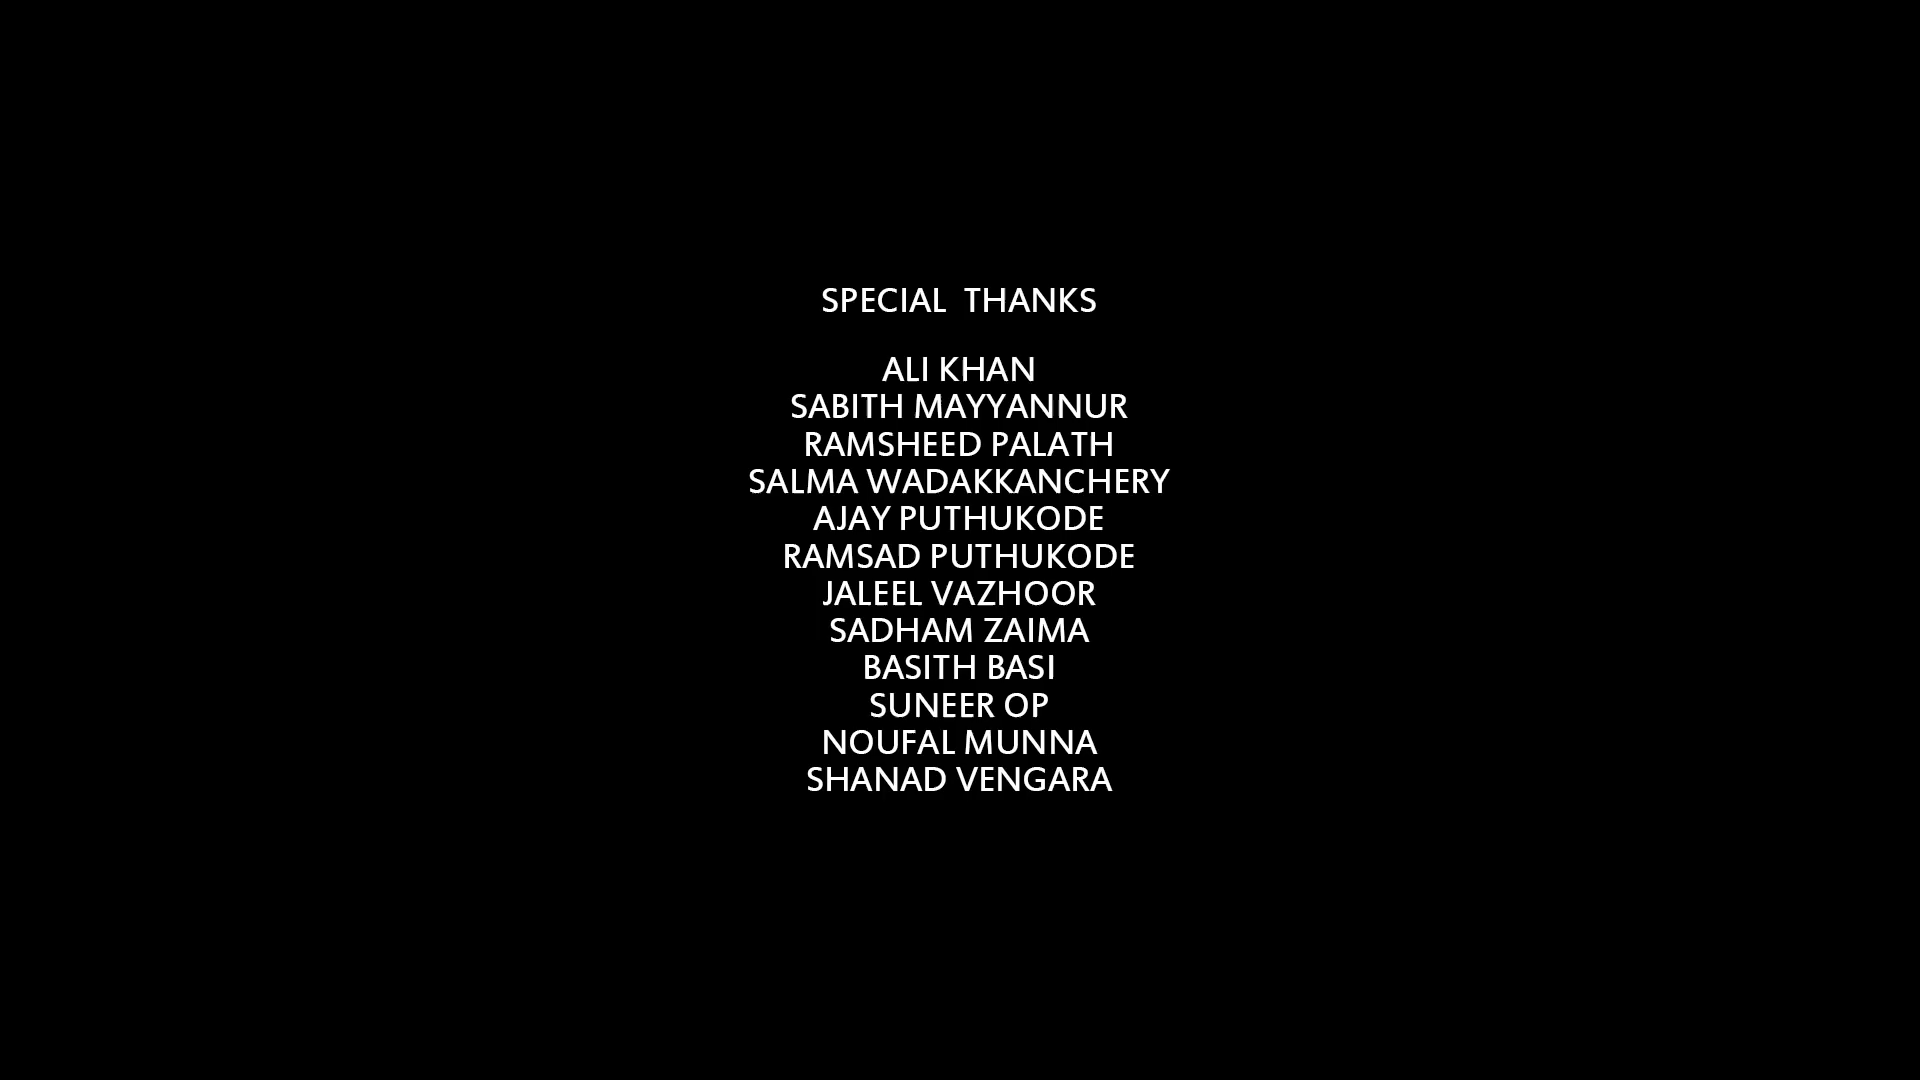 SPECIAL  THANKS
ALI KHAN
SABITH MAYYANNUR
RAMSHEED PALATH
SALMA WADAKKANCHERY
AJAY PUTHUKODE
RAMSAD PUTHUKODE
JALEEL VAZHOOR
SADHAM ZAIMA
BASITH BASI
SUNEER OP
NOUFAL MUNNA
SHANAD VENGARA